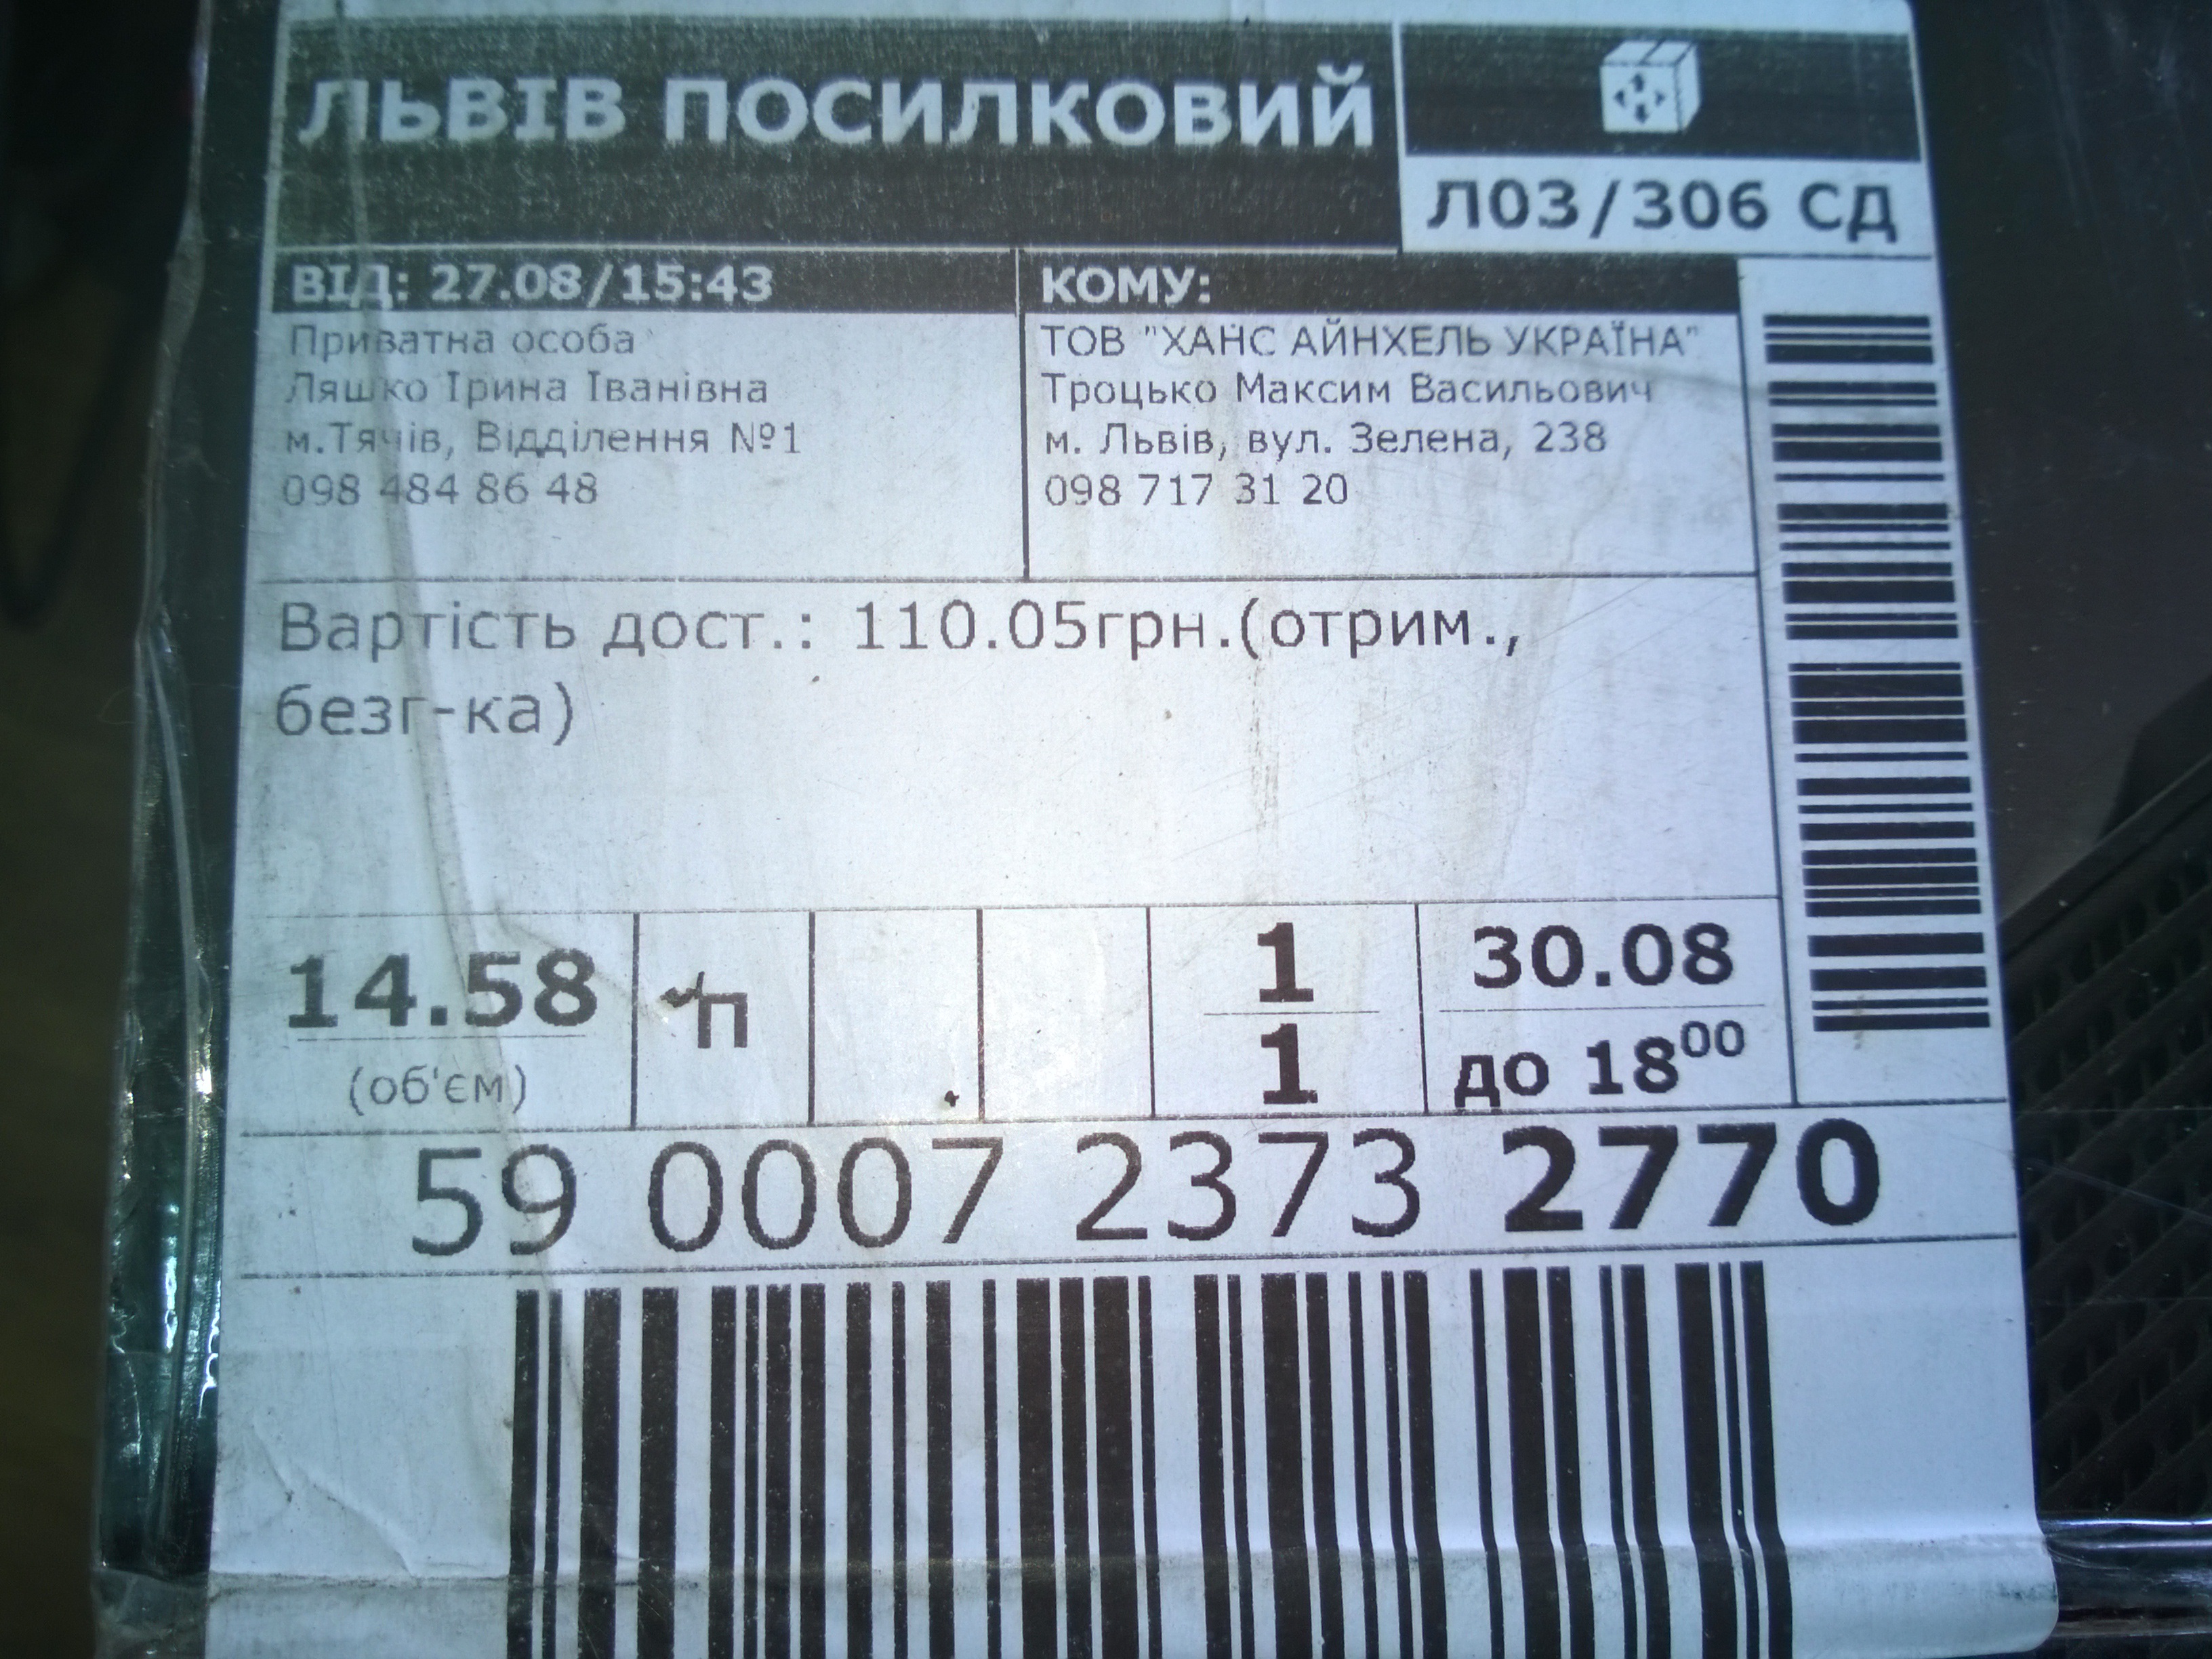 ЛЬВІВ ПОСИЛКОВИЙ
Л03/306 СД
ВІД: 27.08/15:43
Приватна особа
Ляшко Ірина Іванівна
м.Тячів, Відділення №1
098 484 86 48
КОМУ:
ТОВ "ХАНС АЙНХЕЛЬ УКРАЇНА"
Троцько Максим Васильович
м. Львів, вул. Зелена, 238
098 717 31 20
Вартість дост.: 110.05грн.(отрим.,
безг-ка)
14.58
(об'єм)
П
1
1
30.08
до 18⁰⁰
59 0007 2373 2770